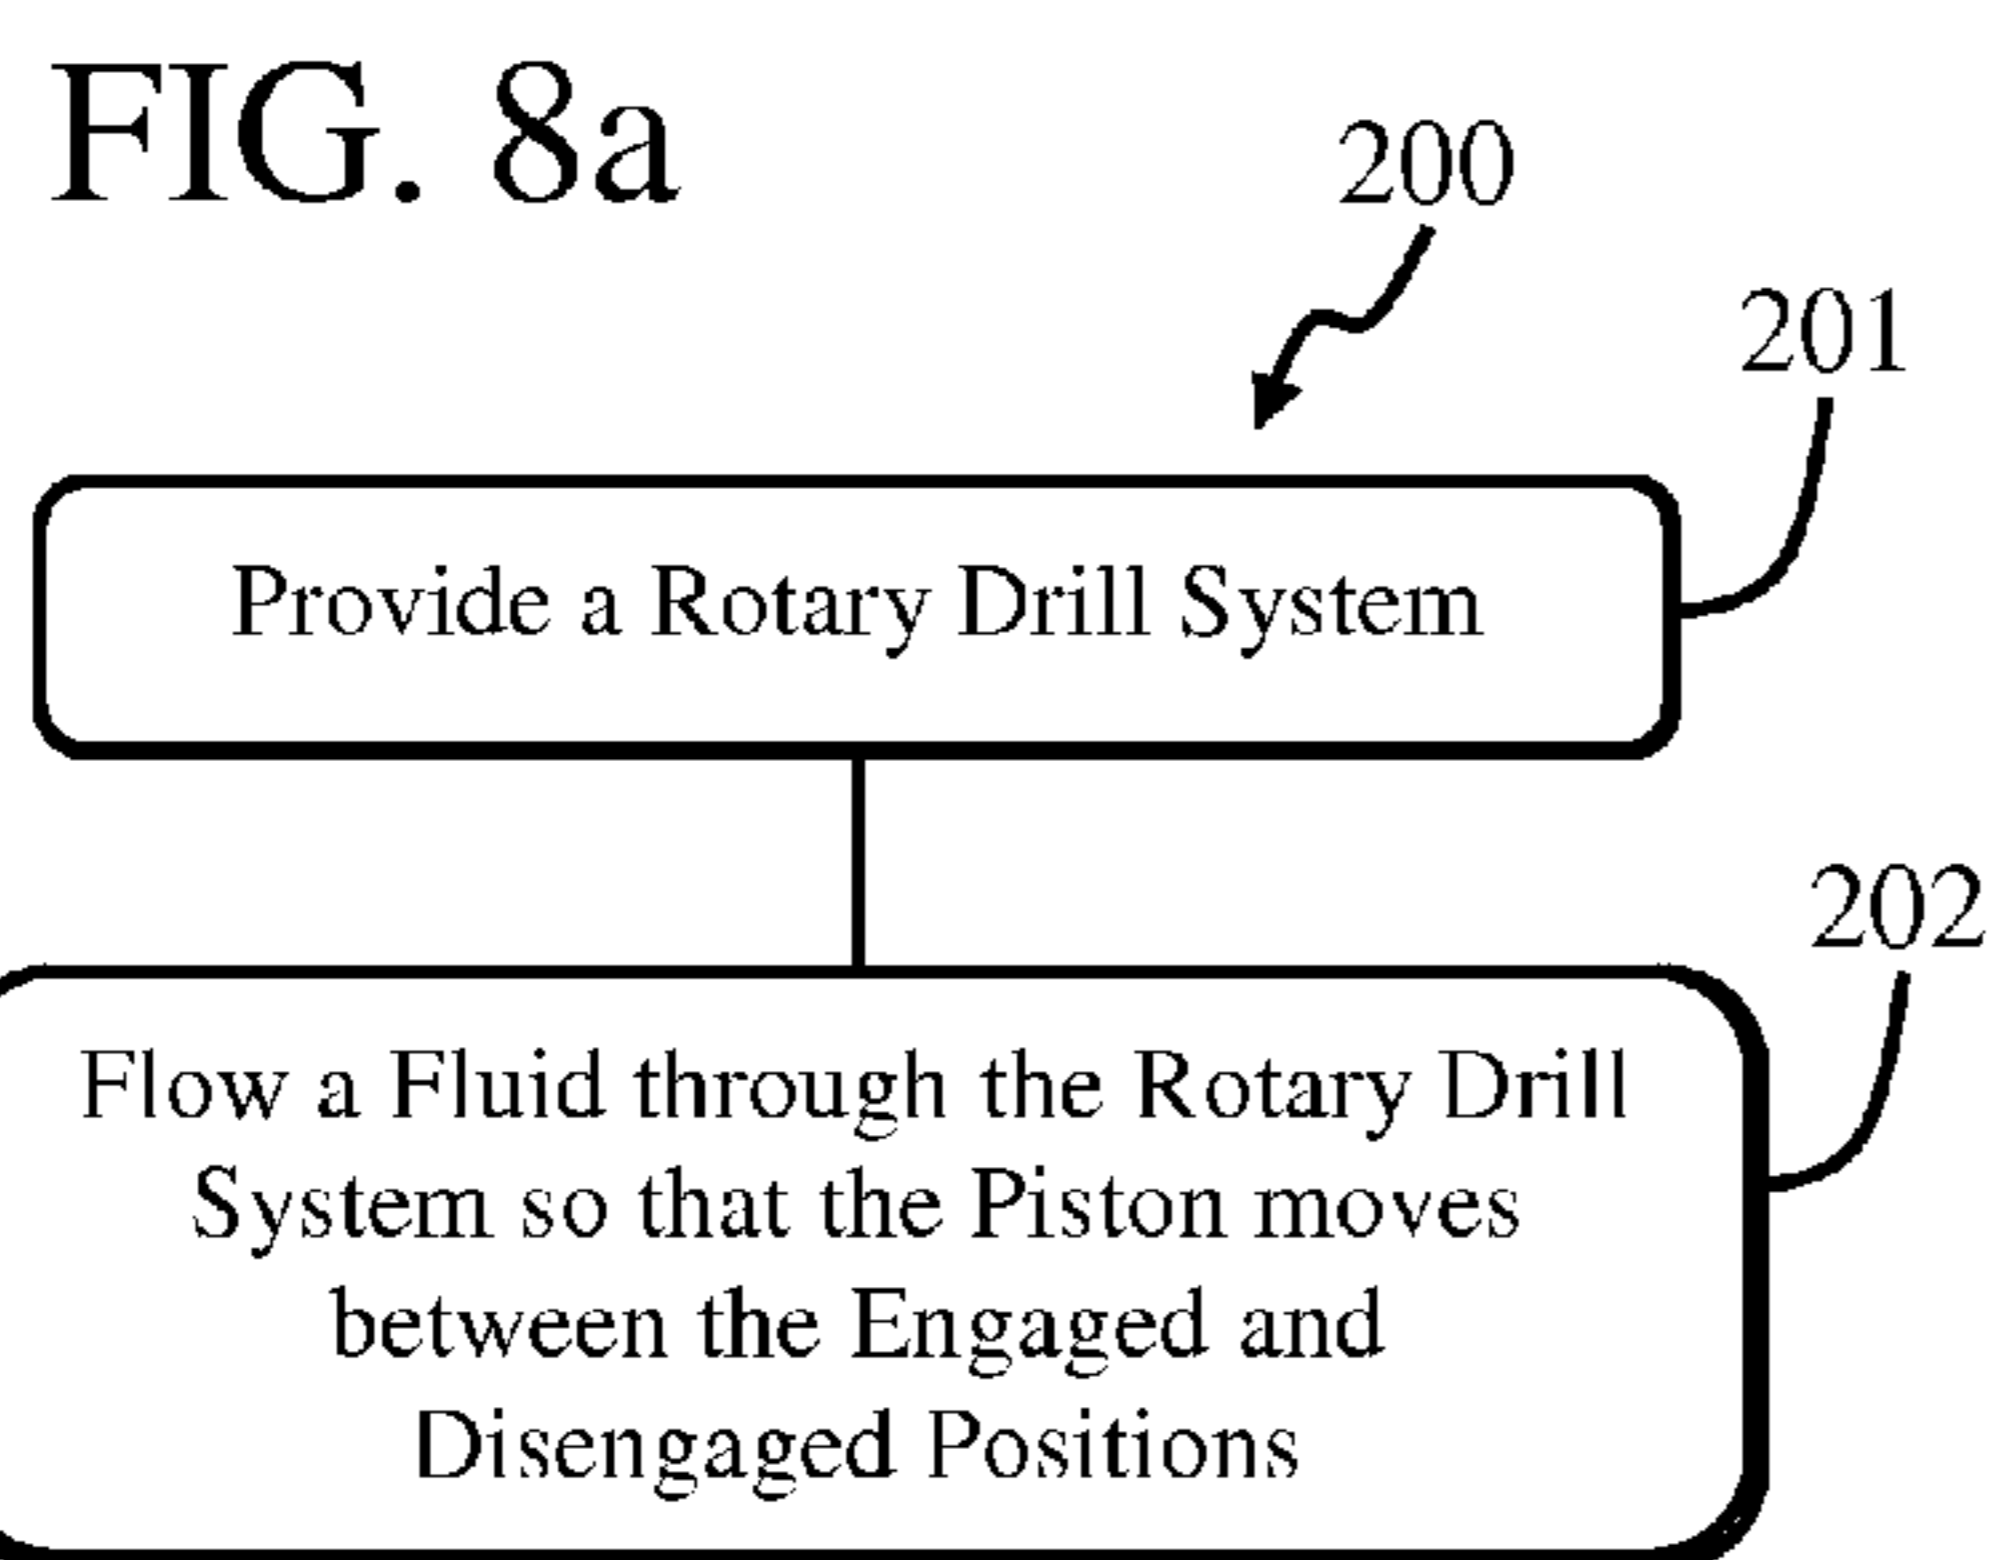 FIG. 8a
200
201
Provide a Rotary Drill System
202
Flow a Fluid through the Rotary Drill
System so that the Piston moves
between the Engaged and
Disengaged Positions